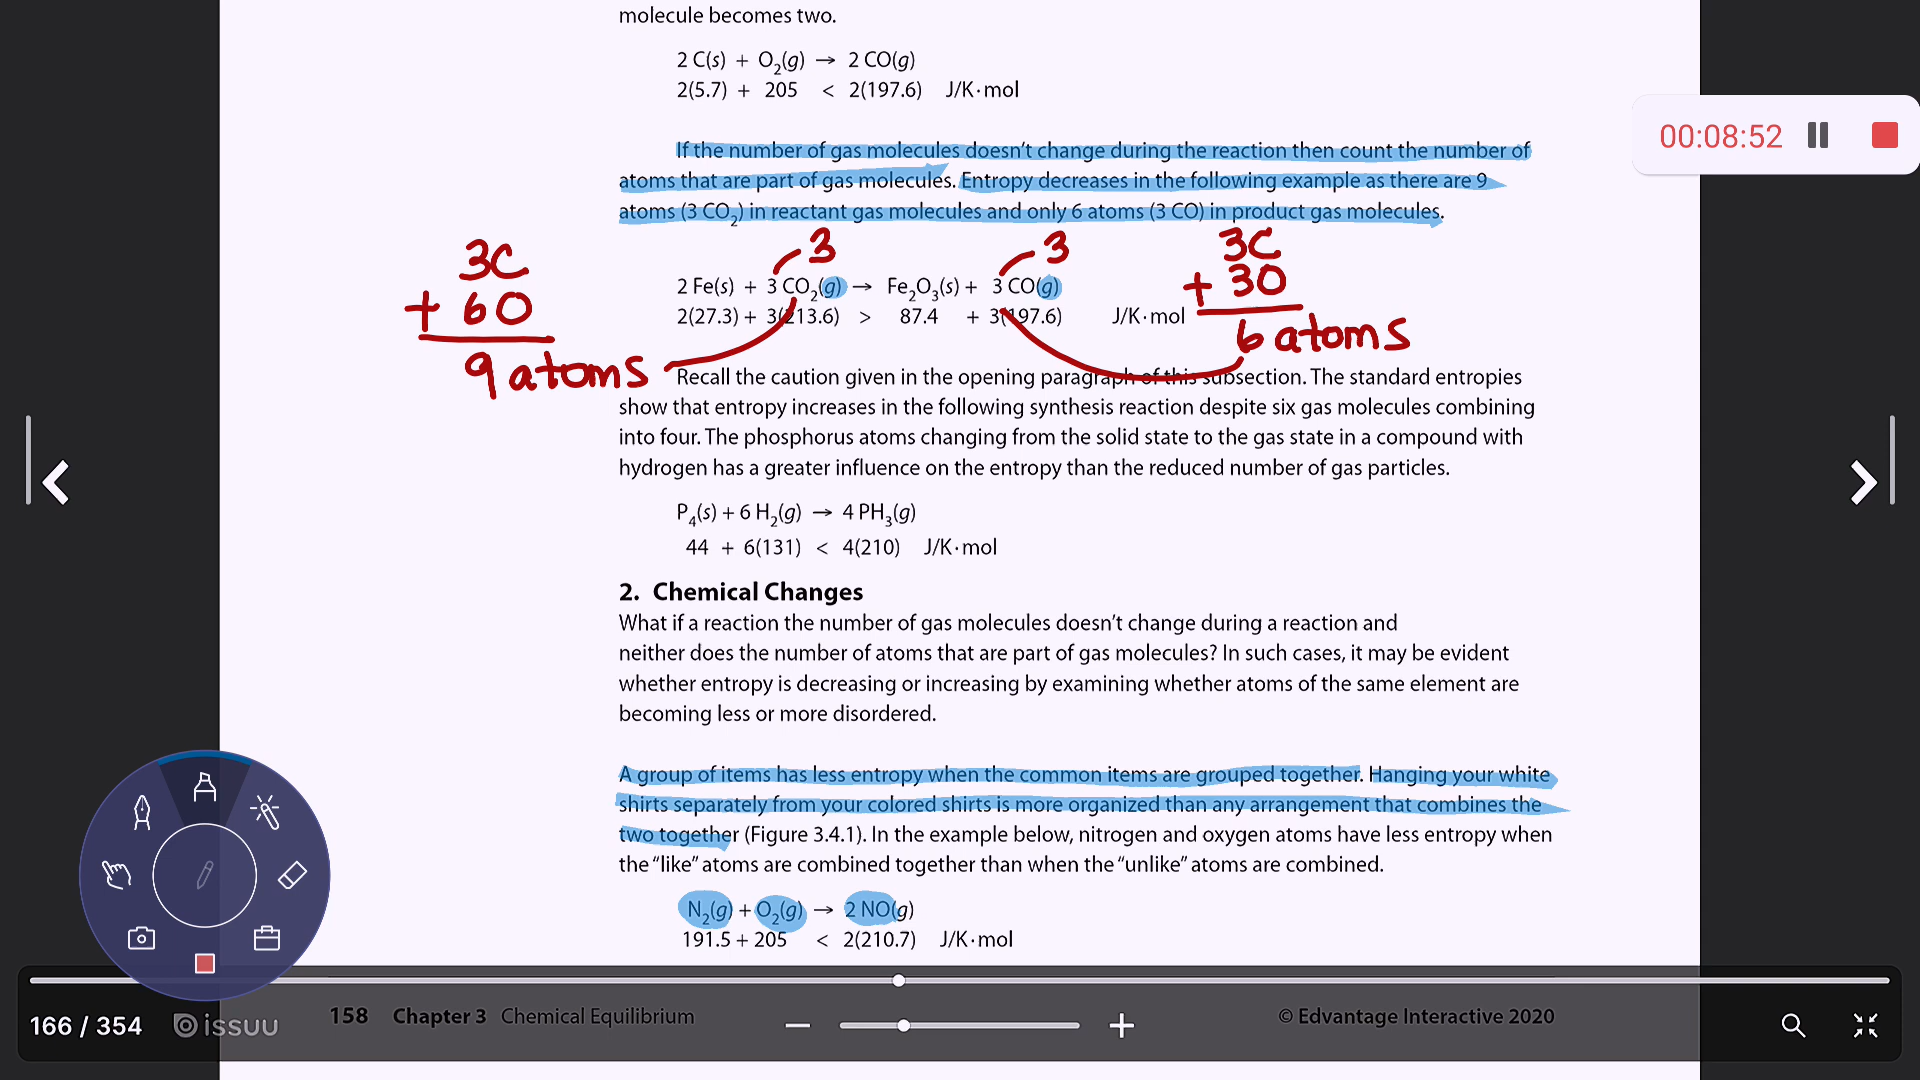 molecule becomes two.
2 C(s) + O2(g) → 2 CO(g)
2(5.7) + 205 < 2(197.6) J/K·mol
00:08:52
If the number of gas molecules doesn't change during the reaction then count the number of
atoms that are part of gas molecules. Entropy decreases in the following example as there are 9
atoms (3 CO2) in reactant gas molecules and only 6 atoms (3 CO) in product gas molecules.
3C
+ 6O
9 atoms
3
3
3C
+ 3O
6 atoms
2 Fe(s) + 3 CO2(g) → Fe2O3(s) + 3 CO(g)
2(27.3) + 3(213.6) > 87.4 + 3(197.6) J/K·mol
Recall the caution given in the opening paragraph of this subsection. The standard entropies
show that entropy increases in the following synthesis reaction despite six gas molecules combining
into four. The phosphorus atoms changing from the solid state to the gas state in a compound with
hydrogen has a greater influence on the entropy than the reduced number of gas particles.
P4(s) + 6 H2(g) → 4 PH3(g)
44 + 6(131) < 4(210) J/K·mol
2. Chemical Changes
What if a reaction the number of gas molecules doesn't change during a reaction and
neither does the number of atoms that are part of gas molecules? In such cases, it may be evident
whether entropy is decreasing or increasing by examining whether atoms of the same element are
becoming less or more disordered.
A group of items has less entropy when the common items are grouped together. Hanging your white
shirts separately from your colored shirts is more organized than any arrangement that combines the
two together (Figure 3.4.1). In the example below, nitrogen and oxygen atoms have less entropy when
the "like" atoms are combined together than when the "unlike" atoms are combined.
N2(g) + O2(g) → 2 NO(g)
191.5 + 205 < 2(210.7) J/K·mol
166 / 354 issuu
158 Chapter 3 Chemical Equilibrium © Edvantage Interactive 2020